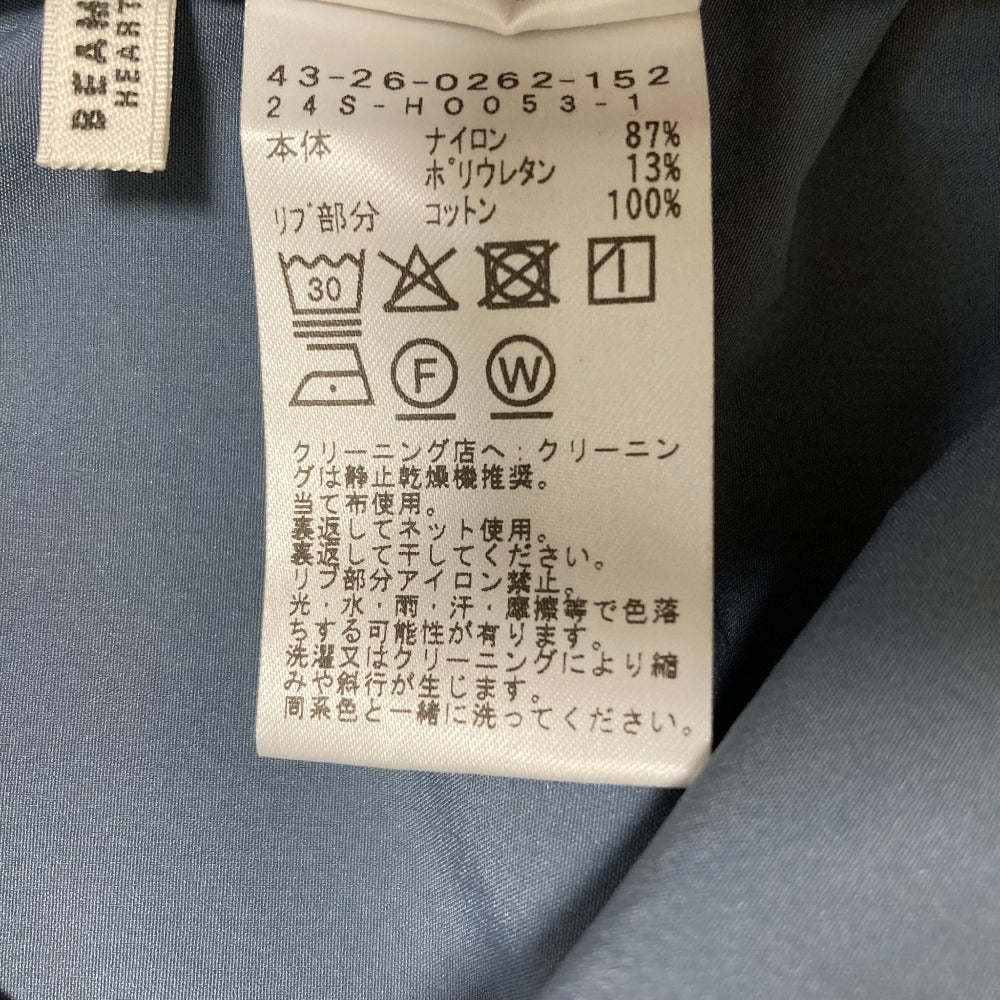 BEAM
HEART
43-26-0262-152
24S-H0053-1
本体 ナイロン 87%
ポリウレタン 13%
リブ部分 コットン 100%
30
F W
クリーニング店へ:クリーニン
グは静止乾燥機推奨。
当て布使用。
裏返してネット使用。
裏返して干してください。
リブ部分アイロン禁止。
光・水・雨・汗・摩擦等で色落
ちする可能性が有ります。
洗濯又はクリーニングにより縮
みや斜行が生じます。
同系色と一緒に洗ってください。